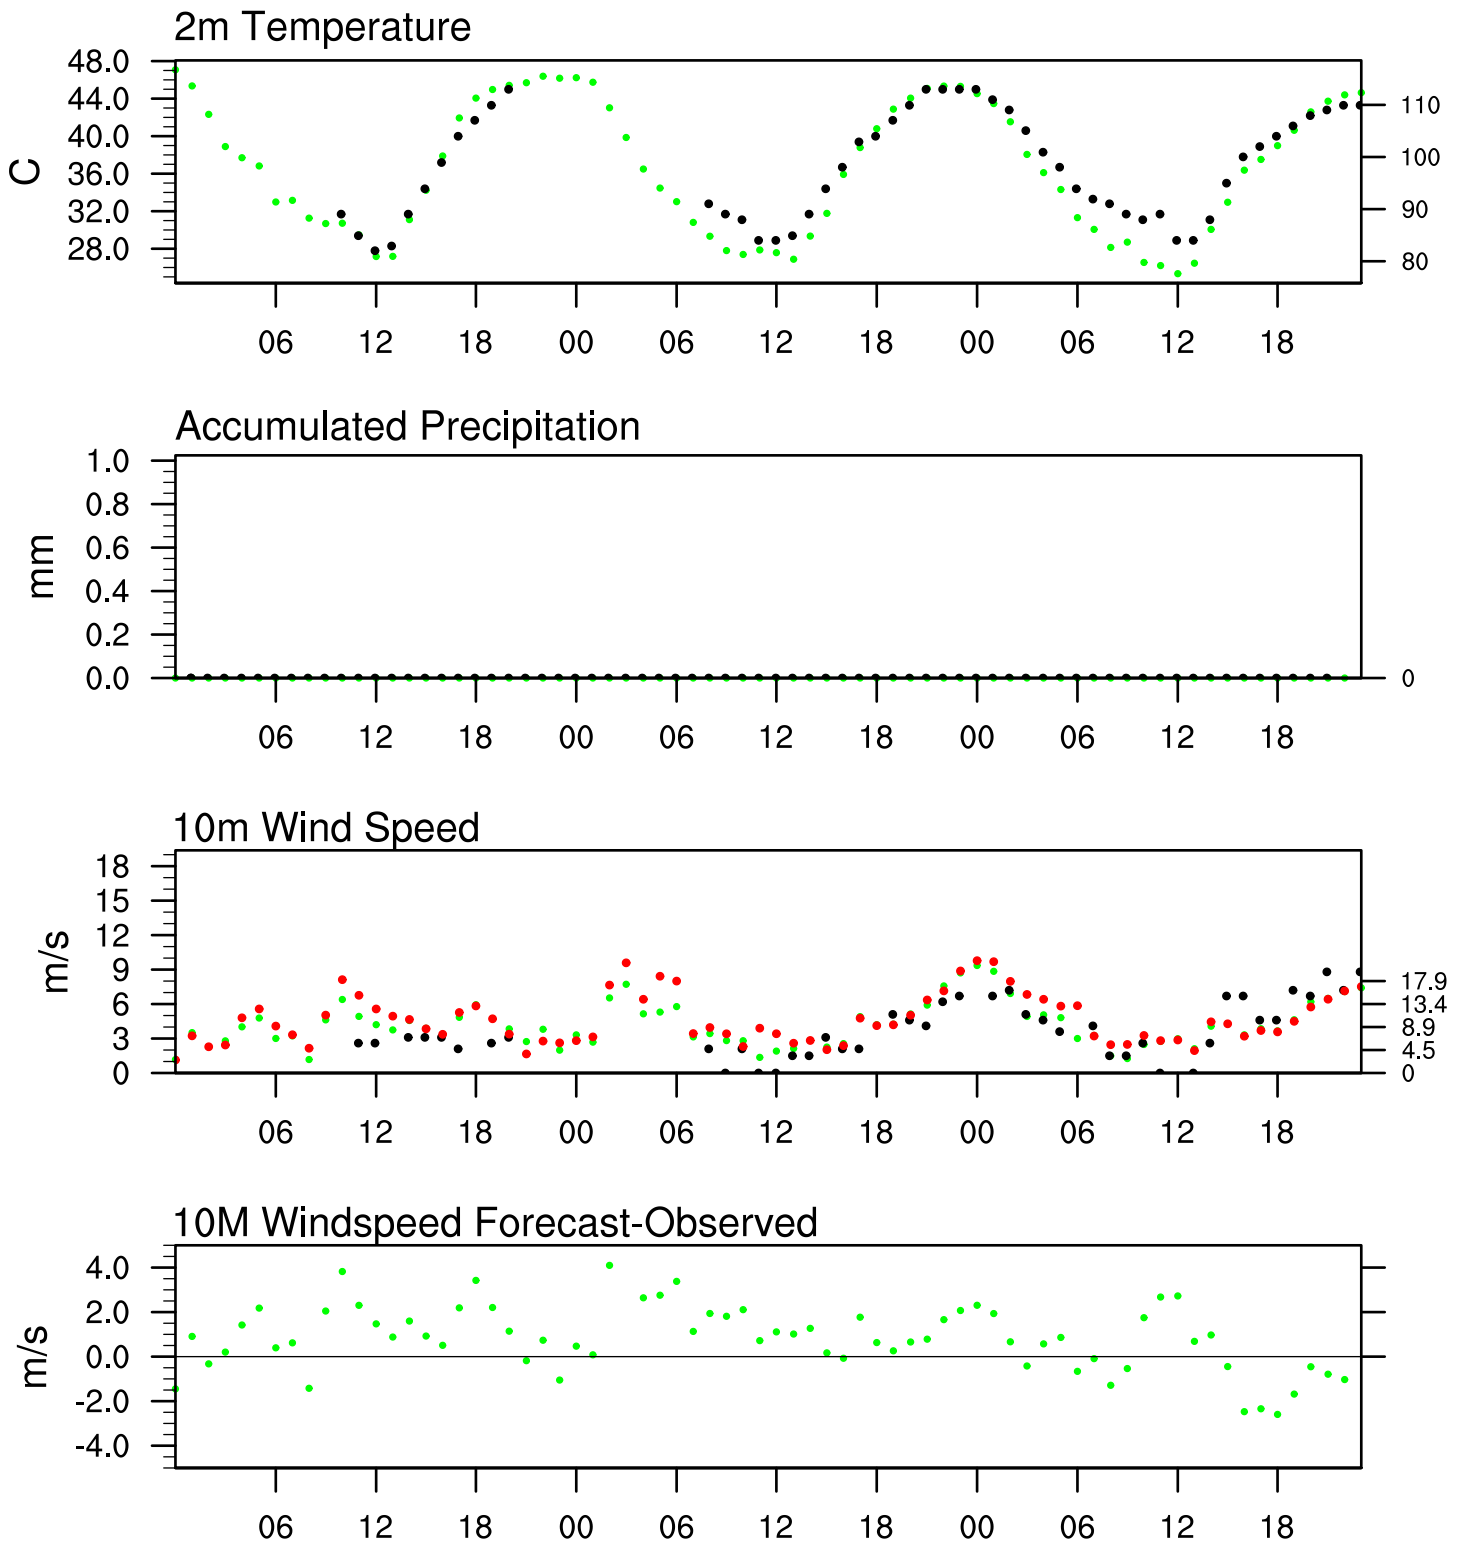 2m Temperature
48.0
44.0
40.0
36.0
32.0
28.0
C
110
100
90
80
06 12 18 00 06 12 18 00 06 12 18
Accumulated Precipitation
1.0
0.8
0.6
0.4
0.2
0.0
mm
0
06 12 18 00 06 12 18 00 06 12 18
10m Wind Speed
18
15
12
9
6
3
0
m/s
17.9
13.4
8.9
4.5
0
06 12 18 00 06 12 18 00 06 12 18
10M Windspeed Forecast-Observed
4.0
2.0
0.0
-2.0
-4.0
m/s
06 12 18 00 06 12 18 00 06 12 18